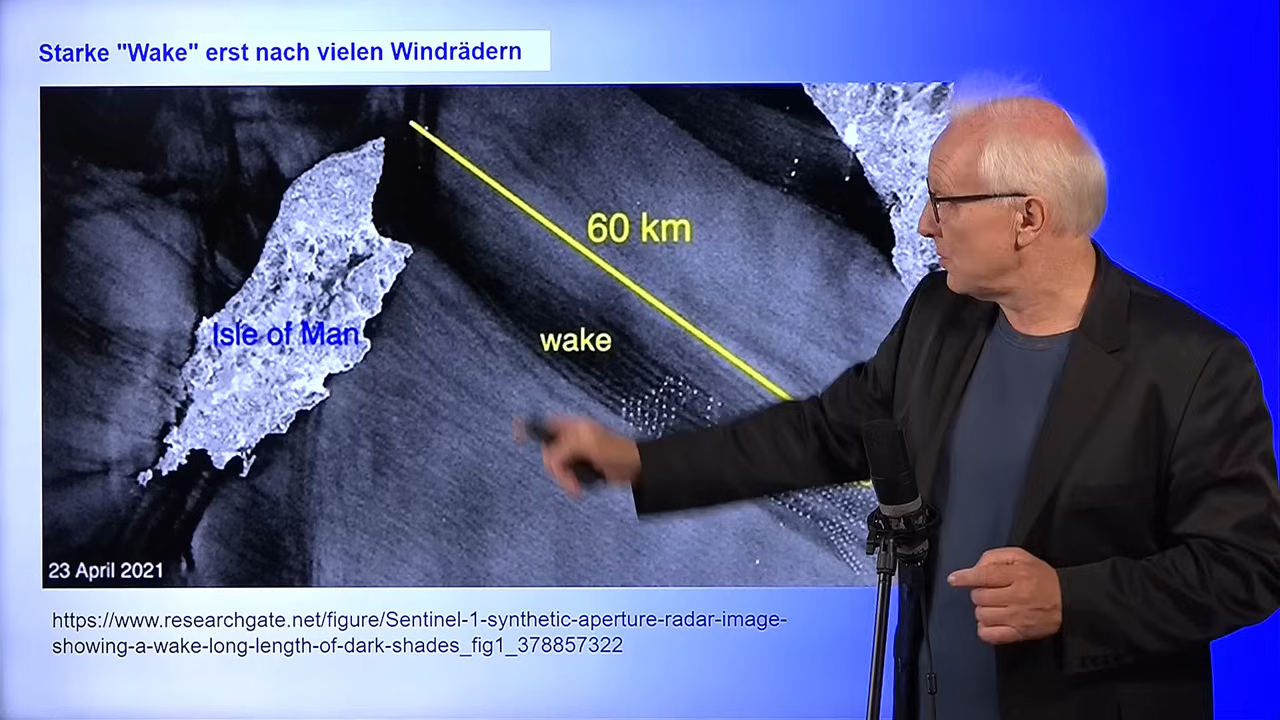 Starke "Wake" erst nach vielen Windrädern
60 km
Isle of Man
wake
23 April 2021
https://www.researchgate.net/figure/Sentinel-1-synthetic-aperture-radar-image-
showing-a-wake-long-length-of-dark-shades_fig1_378857322